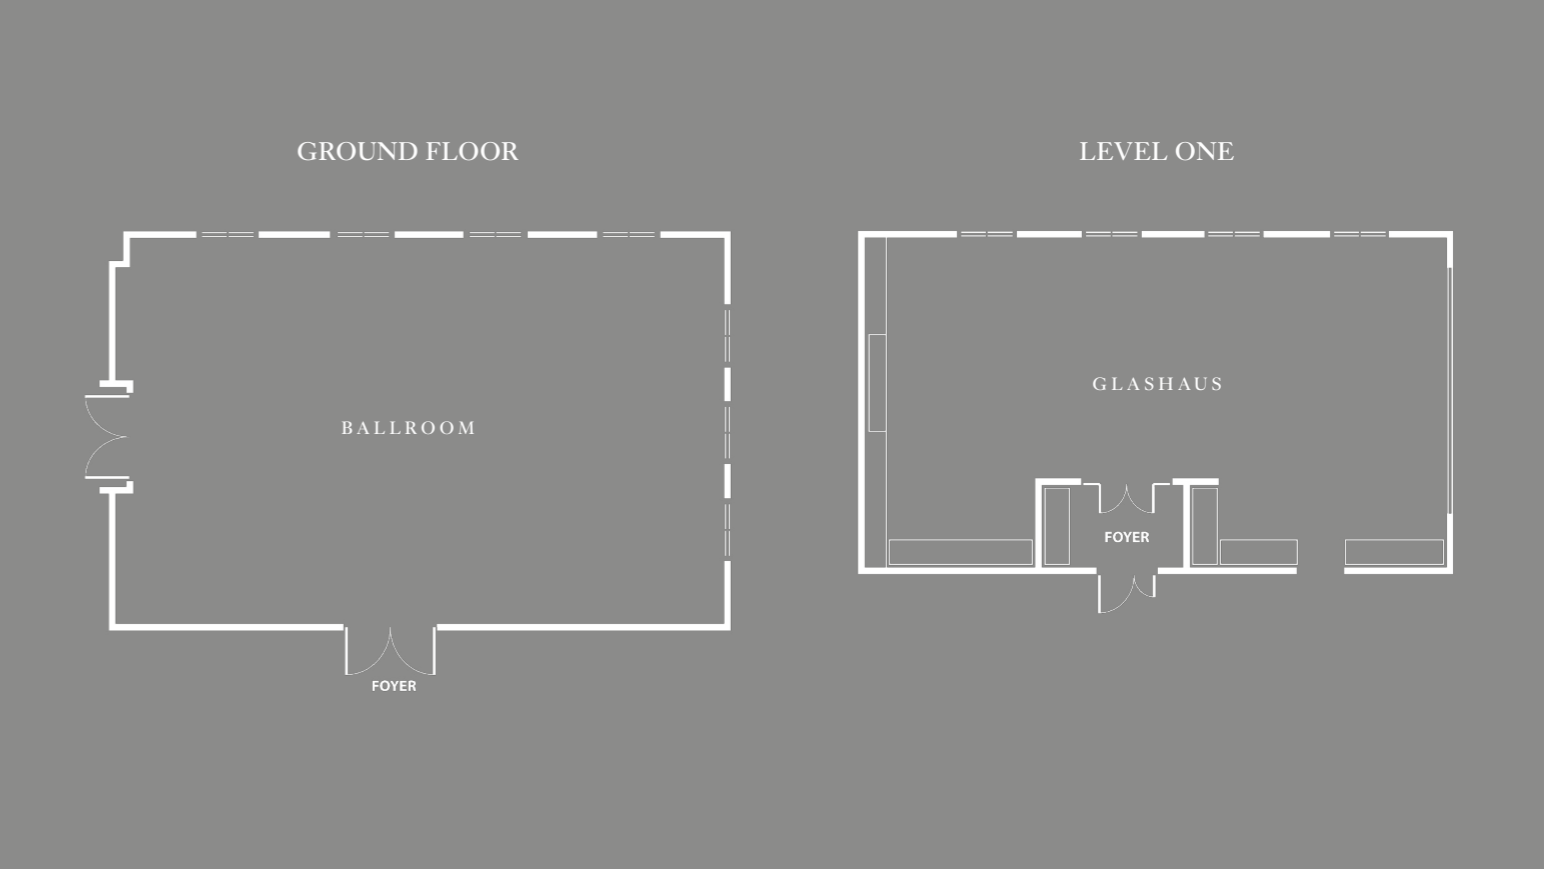 GROUND FLOOR
BALLROOM
FOYER
LEVEL ONE
GLASHAUS
FOYER